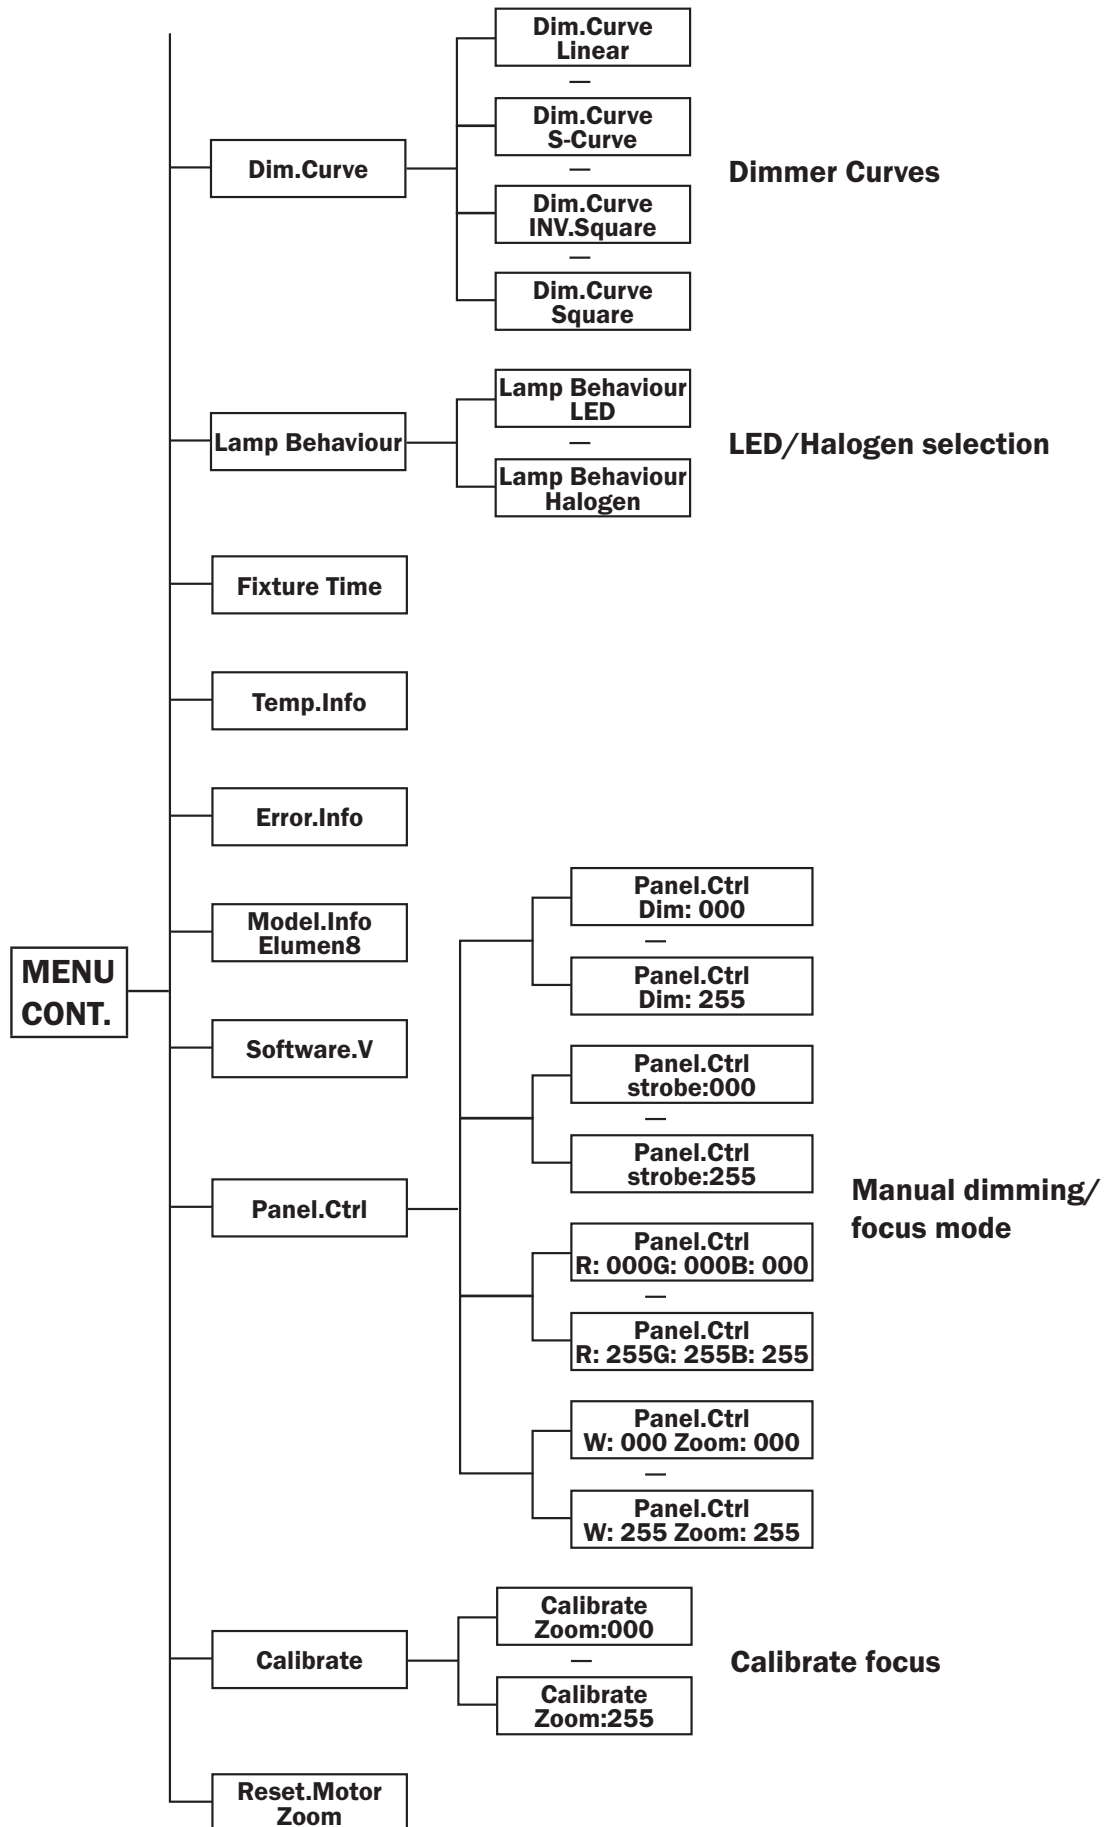 Dim.Curve
Linear
—
Dim.Curve
S-Curve
—
Dim.Curve
INV.Square
—
Dim.Curve
Square
Dim.Curve
Dimmer Curves
Lamp Behaviour
LED
—
Lamp Behaviour
Halogen
Lamp Behaviour
LED/Halogen selection
Fixture Time
Temp.Info
Error.Info
Model.Info
Elumen8
MENU
CONT.
Software.V
Panel.Ctrl
Panel.Ctrl
Dim: 000
—
Panel.Ctrl
Dim: 255
Panel.Ctrl
strobe:000
—
Panel.Ctrl
strobe:255
Panel.Ctrl
R: 000G: 000B: 000
—
Panel.Ctrl
R: 255G: 255B: 255
Panel.Ctrl
W: 000 Zoom: 000
—
Panel.Ctrl
W: 255 Zoom: 255
Manual dimming/
focus mode
Calibrate
Calibrate
Zoom:000
—
Calibrate
Zoom:255
Calibrate focus
Reset.Motor
Zoom